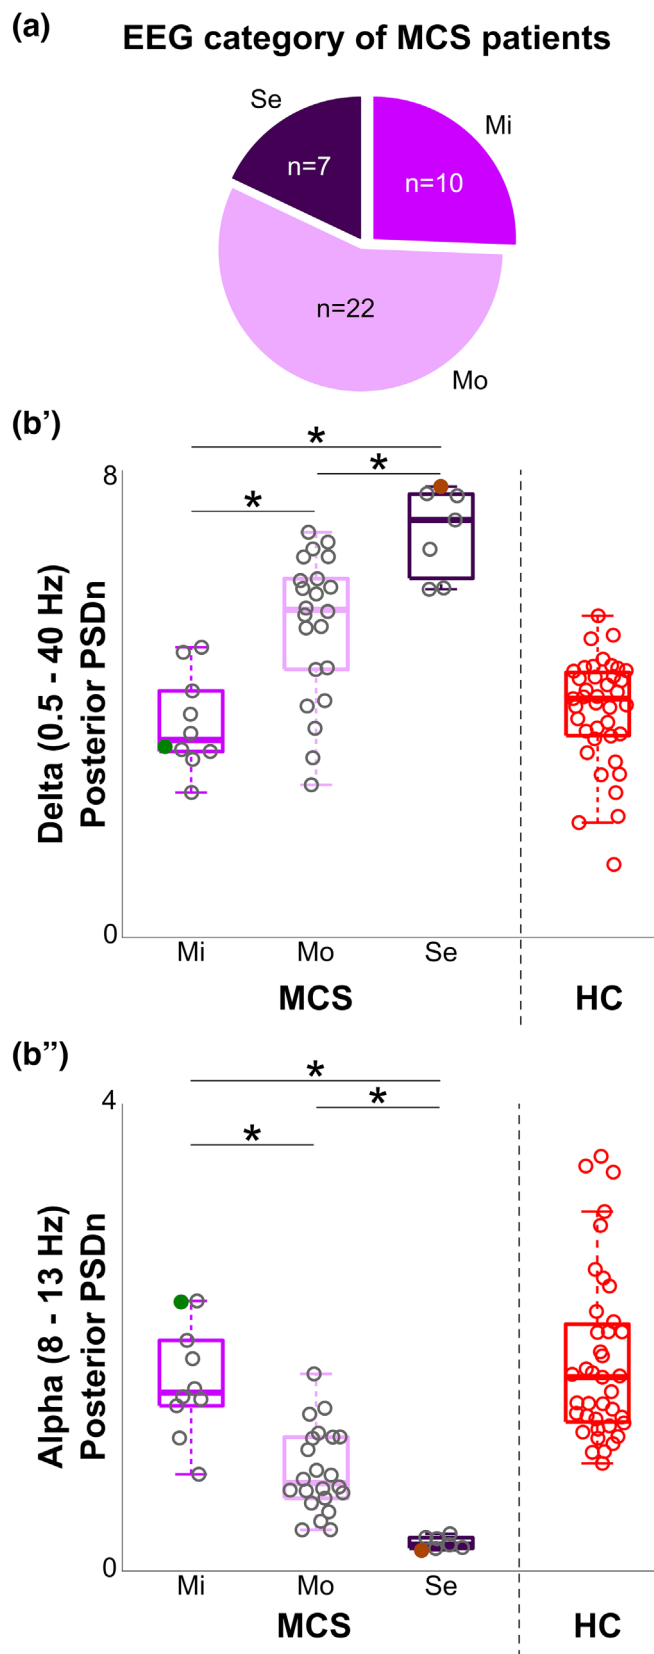 (a)
EEG category of MCS patients
Se
Mi
n=7
n=10
n=22
Mo
(b’)
*
*
*
8
Delta (0.5 - 40 Hz)
Posterior PSDn
0
Mi Mo Se
MCS HC
(b”)
*
*
*
4
Alpha (8 - 13 Hz)
Posterior PSDn
0
Mi Mo Se
MCS HC